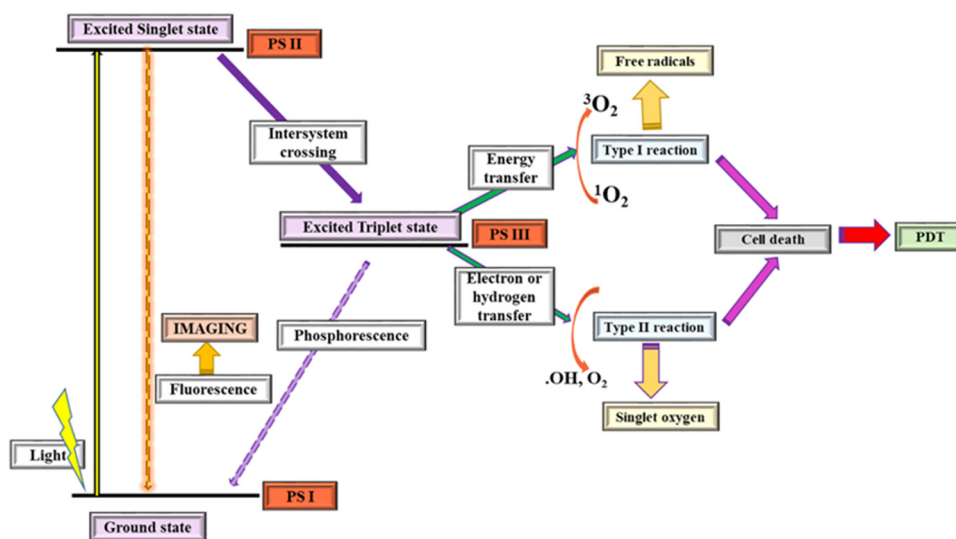 Excited Singlet state
PS II
Free radicals
³O₂
Intersystem
crossing
Energy
transfer
Type I reaction
¹O₂
Excited Triplet state
PS III
Cell death
PDT
Electron or
hydrogen
transfer
IMAGING
Phosphorescence
Type II reaction
Fluorescence
.OH, O₂
Singlet oxygen
Light
PS I
Ground state